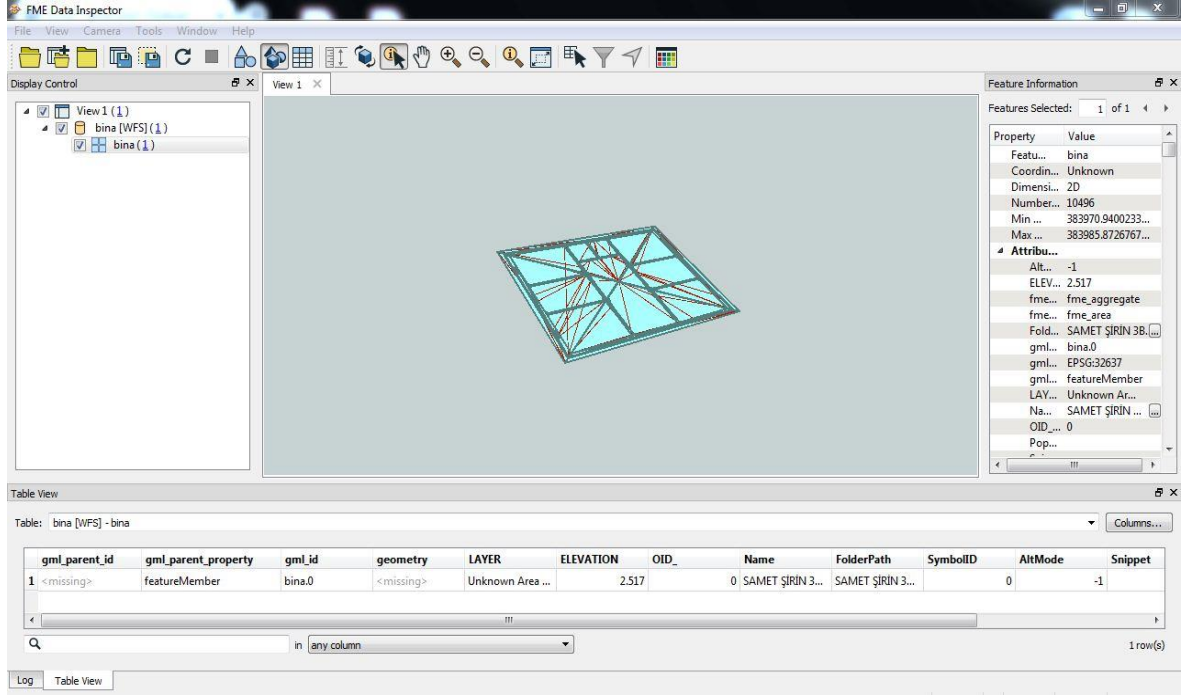 FME Data Inspector
File View Camera Tools Window Help
Display Control
View 1
Feature Information
View 1 (1)
bina [WFS] (1)
bina (1)
Features Selected: 1 of 1
Property Value
Featu... bina
Coordin... Unknown
Dimensi... 2D
Number... 10496
Min ... 383970.9400233...
Max ... 383985.8726767...
Attribu...
Alt... -1
ELEV... 2.517
fme... fme_aggregate
fme... fme_area
Fold... SAMET ŞİRİN 3B...
gml... bina.0
gml... EPSG:32637
gml... featureMember
LAY... Unknown Ar...
Na... SAMET ŞİRİN ...
OID_... 0
Pop...
Table View
Table: bina [WFS] - bina
Columns...
gml_parent_id gml_parent_property gml_id geometry LAYER ELEVATION OID_ Name FolderPath SymbolID AltMode Snippet
1 <missing> featureMember bina.0 <missing> Unknown Area ... 2.517 0 SAMET ŞİRİN 3... SAMET ŞİRİN 3... 0 -1
in any column
1 row(s)
Log Table View